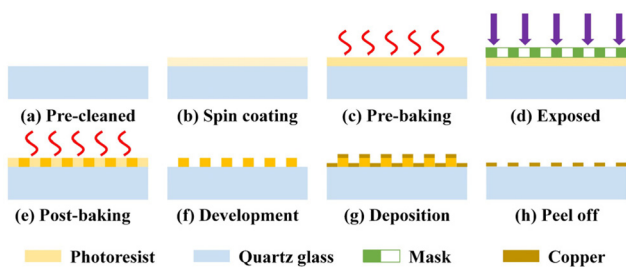 (a) Pre-cleaned
(b) Spin coating
(c) Pre-baking
(d) Exposed
(e) Post-baking
(f) Development
(g) Deposition
(h) Peel off
Photoresist
Quartz glass
Mask
Copper